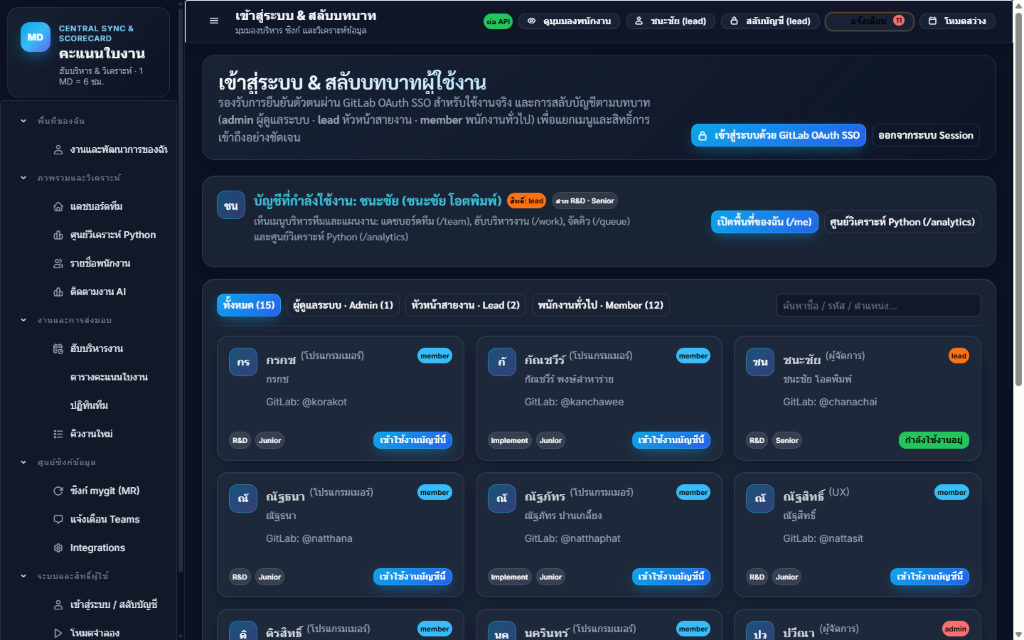 MD
CENTRAL SYNC & SCORECARD
คะแนนใบงาน
ฮับบริหาร & วิเคราะห์ · 1 MD = 6 ชม.
พื้นที่ของฉัน
งานและพัฒนาการของฉัน
ภาพรวมและวิเคราะห์
แดชบอร์ดทีม
ศูนย์วิเคราะห์ Python
รายชื่อพนักงาน
ติดตามงาน AI
งานและการส่งมอบ
ฮับบริหารงาน
ตารางคะแนนใบงาน
ปฏิทินทีม
คิวงานใหม่
ศูนย์ซิงก์ข้อมูล
ซิงก์ mygit (MR)
แจ้งเตือน Teams
Integrations
ระบบและสิทธิ์ผู้ใช้
เข้าสู่ระบบ / สลับบัญชี
โหมดจำลอง
เข้าสู่ระบบ & สลับบทบาท
มุมมองบริหาร ซิงก์ และวิเคราะห์ข้อมูล
ต่อ API
คุมมุมมองพนักงาน
ชนะชัย (lead)
สลับบัญชี (lead)
แจ้งเตือน 11
โหมดสว่าง
เข้าสู่ระบบ & สลับบทบาทผู้ใช้งาน
รองรับการยืนยันตัวตนผ่าน GitLab OAuth SSO สำหรับใช้งานจริง และการสลับบัญชีตามบทบาท
(admin ผู้ดูแลระบบ · lead หัวหน้าสายงาน · member พนักงานทั่วไป) เพื่อแยกเมนูและสิทธิ์การ
เข้าถึงอย่างชัดเจน
เข้าสู่ระบบด้วย GitLab OAuth SSO
ออกจากระบบ Session
ชน
บัญชีที่กำลังใช้งาน: ชนะชัย (ชนะชัย โอดพิมพ์)
สิทธิ์: lead
สาย R&D · Senior
เห็นเมนูบริหารทีมและแผนงาน: แดชบอร์ดทีม (/team), ฮับบริหารงาน (/work), จัดคิว (/queue)
และศูนย์วิเคราะห์ Python (/analytics)
เปิดพื้นที่ของฉัน (/me)
ศูนย์วิเคราะห์ Python (/analytics)
ทั้งหมด (15)
ผู้ดูแลระบบ · Admin (1)
หัวหน้าสายงาน · Lead (2)
พนักงานทั่วไป · Member (12)
ค้นหาชื่อ / รหัส / ตำแหน่ง...
กร
กรกช (โปรแกรมเมอร์)
member
กรกช
GitLab: @korakot
R&D
Junior
เข้าใช้งานบัญชีนี้
กั
กัณชวีร์ (โปรแกรมเมอร์)
member
กัณชวีร์ พงษ์สำหร่าย
GitLab: @kanchawee
Implement
Junior
เข้าใช้งานบัญชีนี้
ชน
ชนะชัย (ผู้จัดการ)
lead
ชนะชัย โอดพิมพ์
GitLab: @chanachai
R&D
Senior
กำลังใช้งานอยู่
ณั
ณัฐธนา (โปรแกรมเมอร์)
member
ณัฐธนา
GitLab: @natthana
R&D
Junior
เข้าใช้งานบัญชีนี้
ณั
ณัฐภัทร (โปรแกรมเมอร์)
member
ณัฐภัทร ปานเกลี้ยง
GitLab: @natthaphat
Implement
Junior
เข้าใช้งานบัญชีนี้
ณั
ณัฐสิทธิ์ (UX)
member
ณัฐสิทธิ์
GitLab: @nattasit
R&D
Junior
เข้าใช้งานบัญชีนี้
ดิ
ดิรสิทธิ์ (โปรแกรมเมอร์)
member
นค
นครินทร์ (โปรแกรมเมอร์)
member
ปว
ปวีณา (ผู้จัดการ)
admin